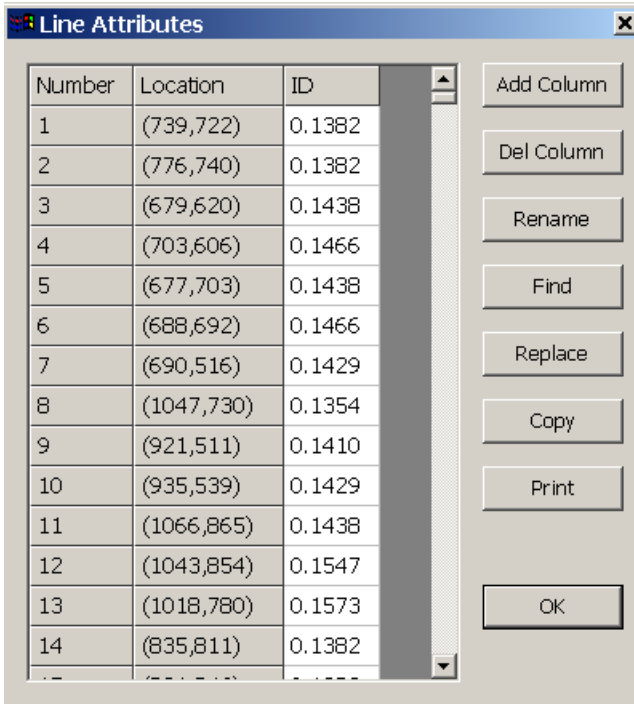 Line Attributes
Number Location ID
1 (739,722) 0.1382
2 (776,740) 0.1382
3 (679,620) 0.1438
4 (703,606) 0.1466
5 (677,703) 0.1438
6 (688,692) 0.1466
7 (690,516) 0.1429
8 (1047,730) 0.1354
9 (921,511) 0.1410
10 (935,539) 0.1429
11 (1066,865) 0.1438
12 (1043,854) 0.1547
13 (1018,780) 0.1573
14 (835,811) 0.1382
Add Column
Del Column
Rename
Find
Replace
Copy
Print
OK